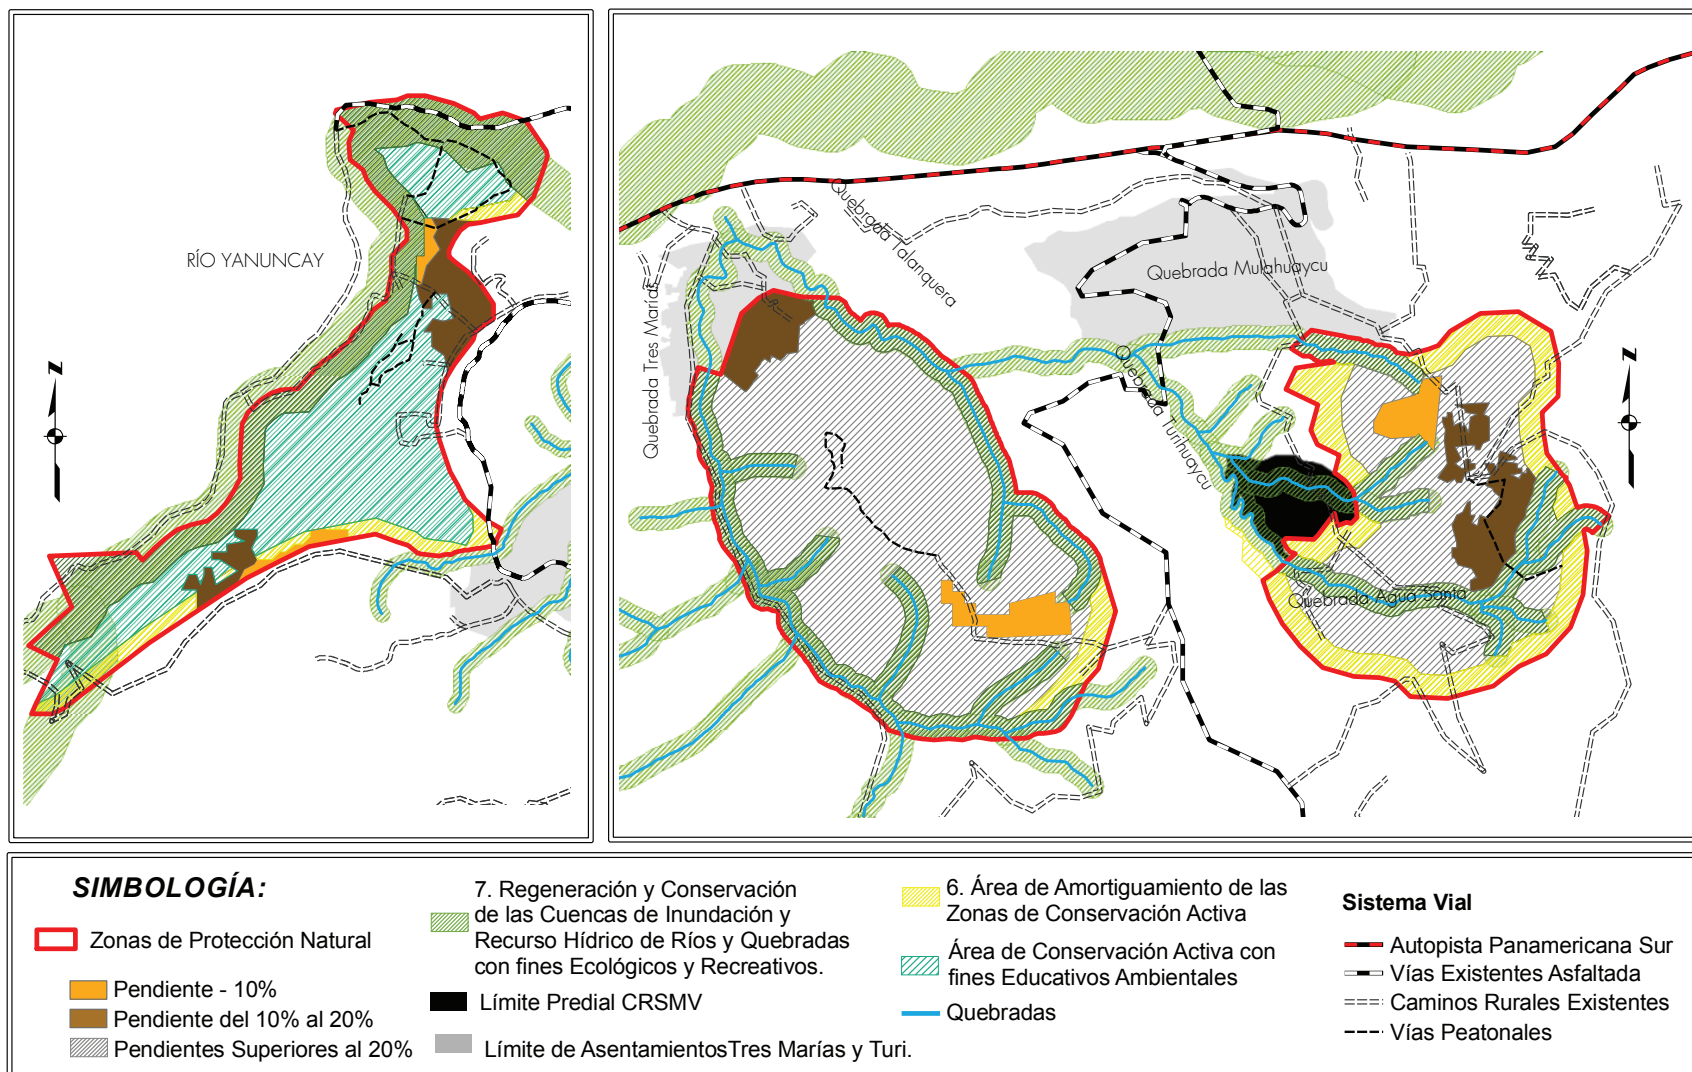 RÍO YANUNCAY
N
Quebrada Tres Marías
Quebrada Talanquera
Quebrada Mulahuaycu
Quebrada Turihuaycu
Quebrada Agua Santa
N
SIMBOLOGÍA:
Zonas de Protección Natural
Pendiente - 10%
Pendiente del 10% al 20%
Pendientes Superiores al 20%
7. Regeneración y Conservación
de las Cuencas de Inundación y
Recurso Hídrico de Ríos y Quebradas
con fines Ecológicos y Recreativos.
Límite Predial CRSMV
Límite de AsentamientosTres Marías y Turi.
6. Área de Amortiguamiento de las
Zonas de Conservación Activa
Área de Conservación Activa con
fines Educativos Ambientales
Quebradas
Sistema Vial
Autopista Panamericana Sur
Vías Existentes Asfaltada
Caminos Rurales Existentes
Vías Peatonales